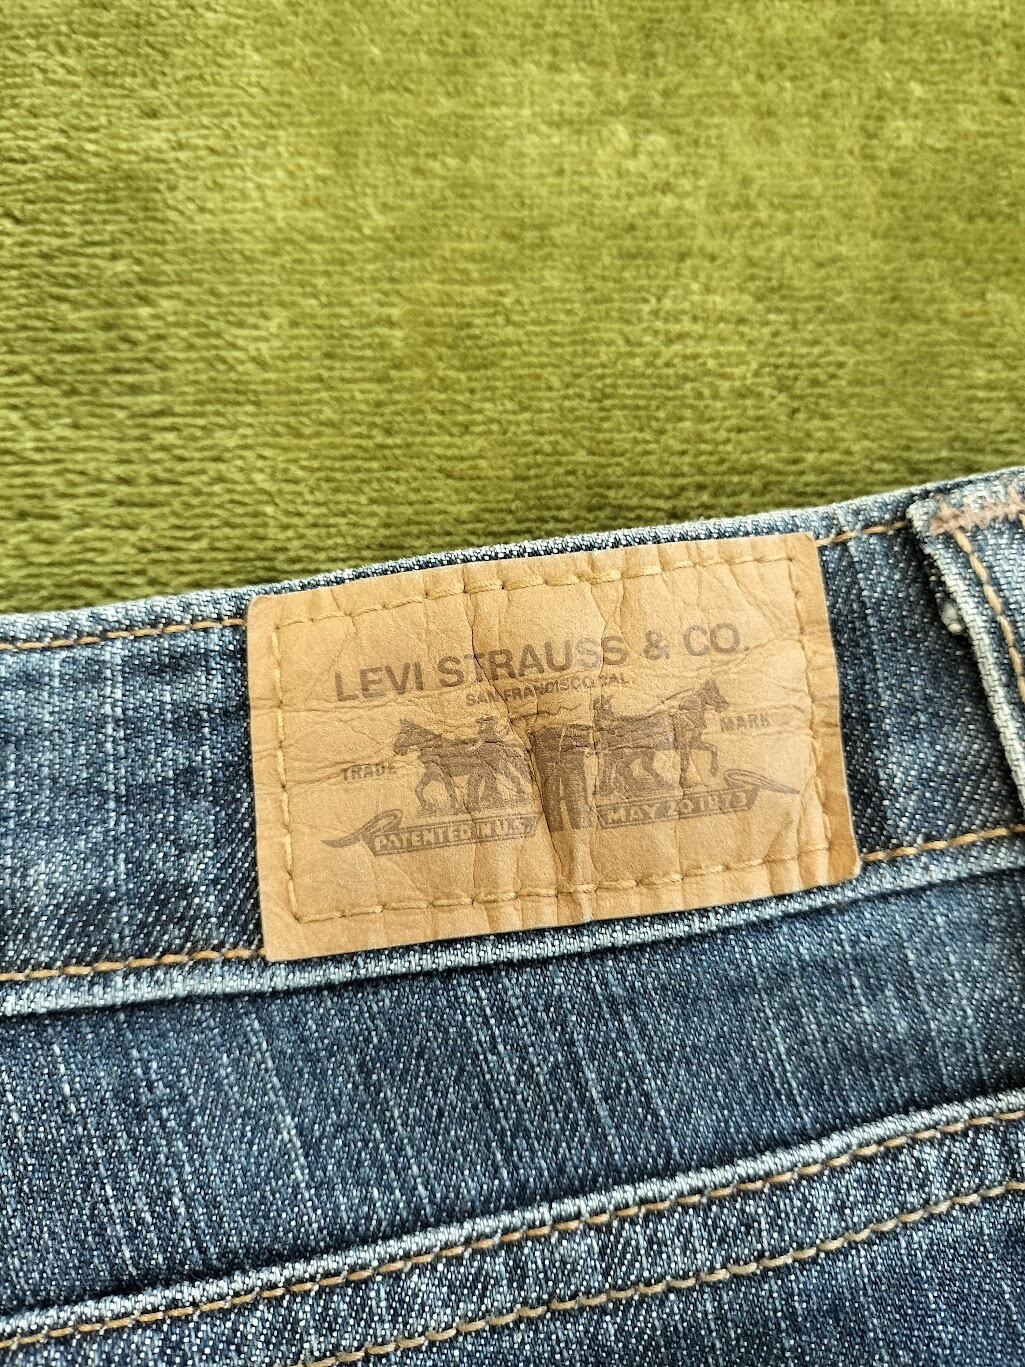 LEVI STRAUSS & CO.
SAN FRANCISCO CAL
TRADE MARK
PATENTED IN U.S. MAY 20 1873